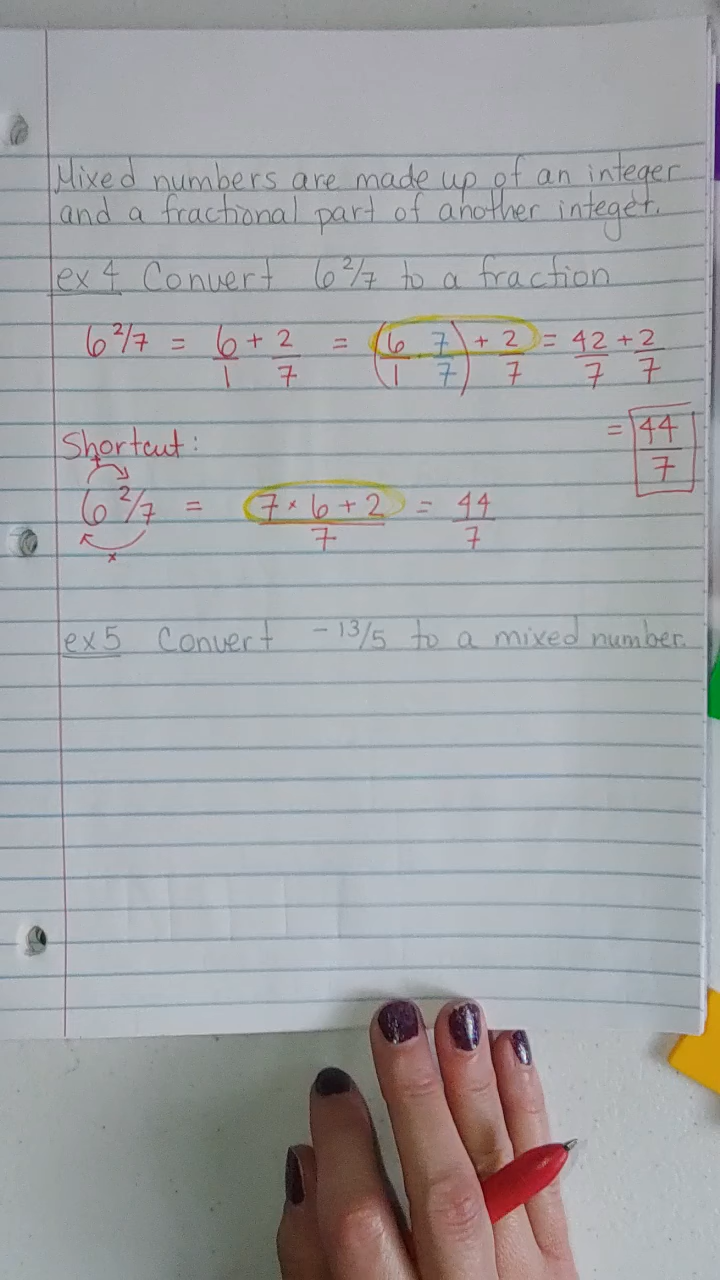 Mixed numbers are made up of an integer
and a fractional part of another integer.
ex 4 Convert 6 2/7 to a fraction
6 2/7 = 6/1 + 2/7 = (6/1 7/7) + 2/7 = 42/7 + 2/7
= 44/7
Shortcut:
6 2/7 = 7 × 6 + 2/7 = 44/7
×
ex 5 Convert - 13/5 to a mixed number.